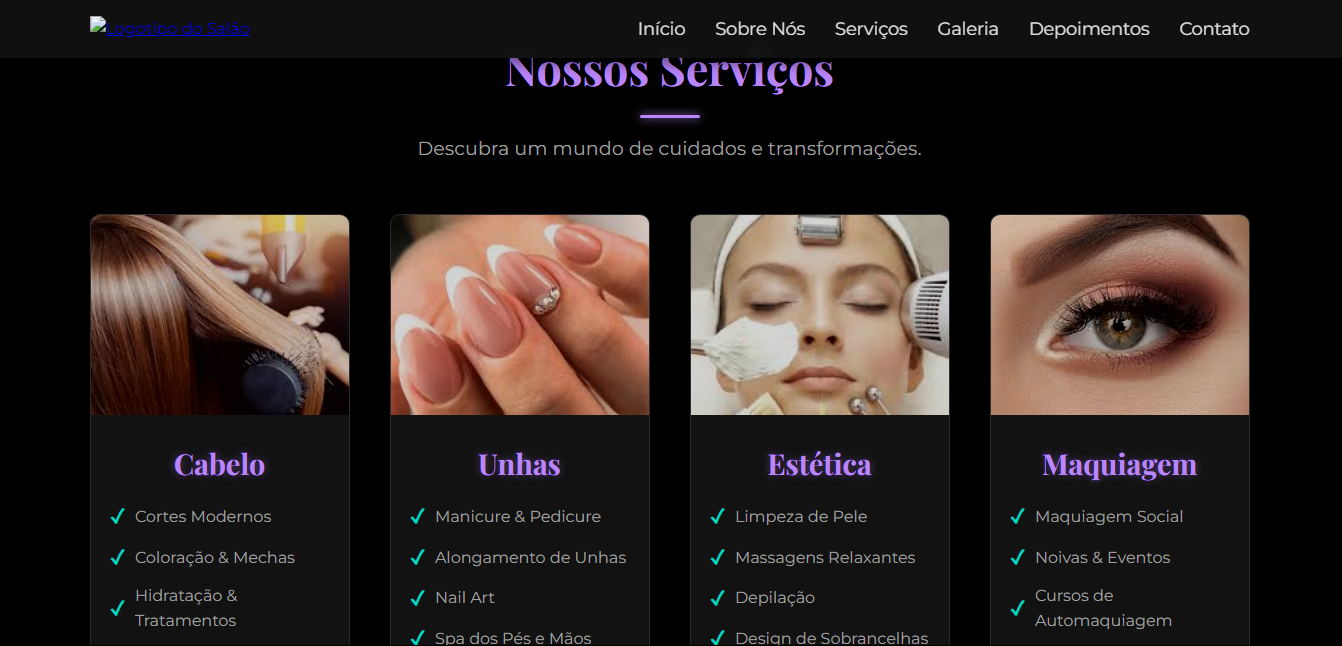 Logotipo do Salão
Início Sobre Nós Serviços Galeria Depoimentos Contato
Nossos Serviços
Descubra um mundo de cuidados e transformações.
Cabelo
✓ Cortes Modernos
✓ Coloração & Mechas
✓ Hidratação &
Tratamentos
Unhas
✓ Manicure & Pedicure
✓ Alongamento de Unhas
✓ Nail Art
✓ Spa dos Pés e Mãos
Estética
✓ Limpeza de Pele
✓ Massagens Relaxantes
✓ Depilação
✓ Design de Sobrancelhas
Maquiagem
✓ Maquiagem Social
✓ Noivas & Eventos
✓ Cursos de
Automaquiagem